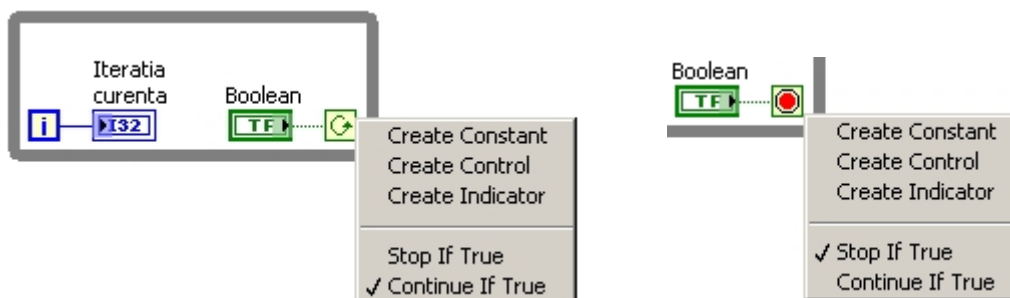 Iteratia
curenta
Boolean
i
I32
TF
Create Constant
Create Control
Create Indicator
Stop If True
✓ Continue If True
Boolean
TF
Create Constant
Create Control
Create Indicator
✓ Stop If True
Continue If True